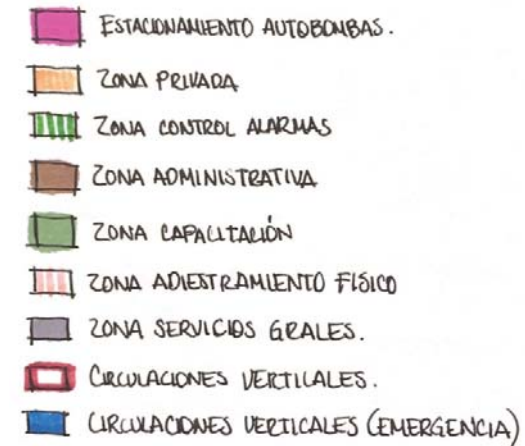 ESTACIONAMIENTO AUTOBOMBAS.
ZONA PRIVADA
ZONA CONTROL ALARMAS
ZONA ADMINISTRATIVA
ZONA CAPACITACIÓN
ZONA ADIESTRAMIENTO FÍSICO
ZONA SERVICIOS GRALES.
CIRCULACIONES VERTICALES.
CIRCULACIONES VERTICALES (EMERGENCIA)